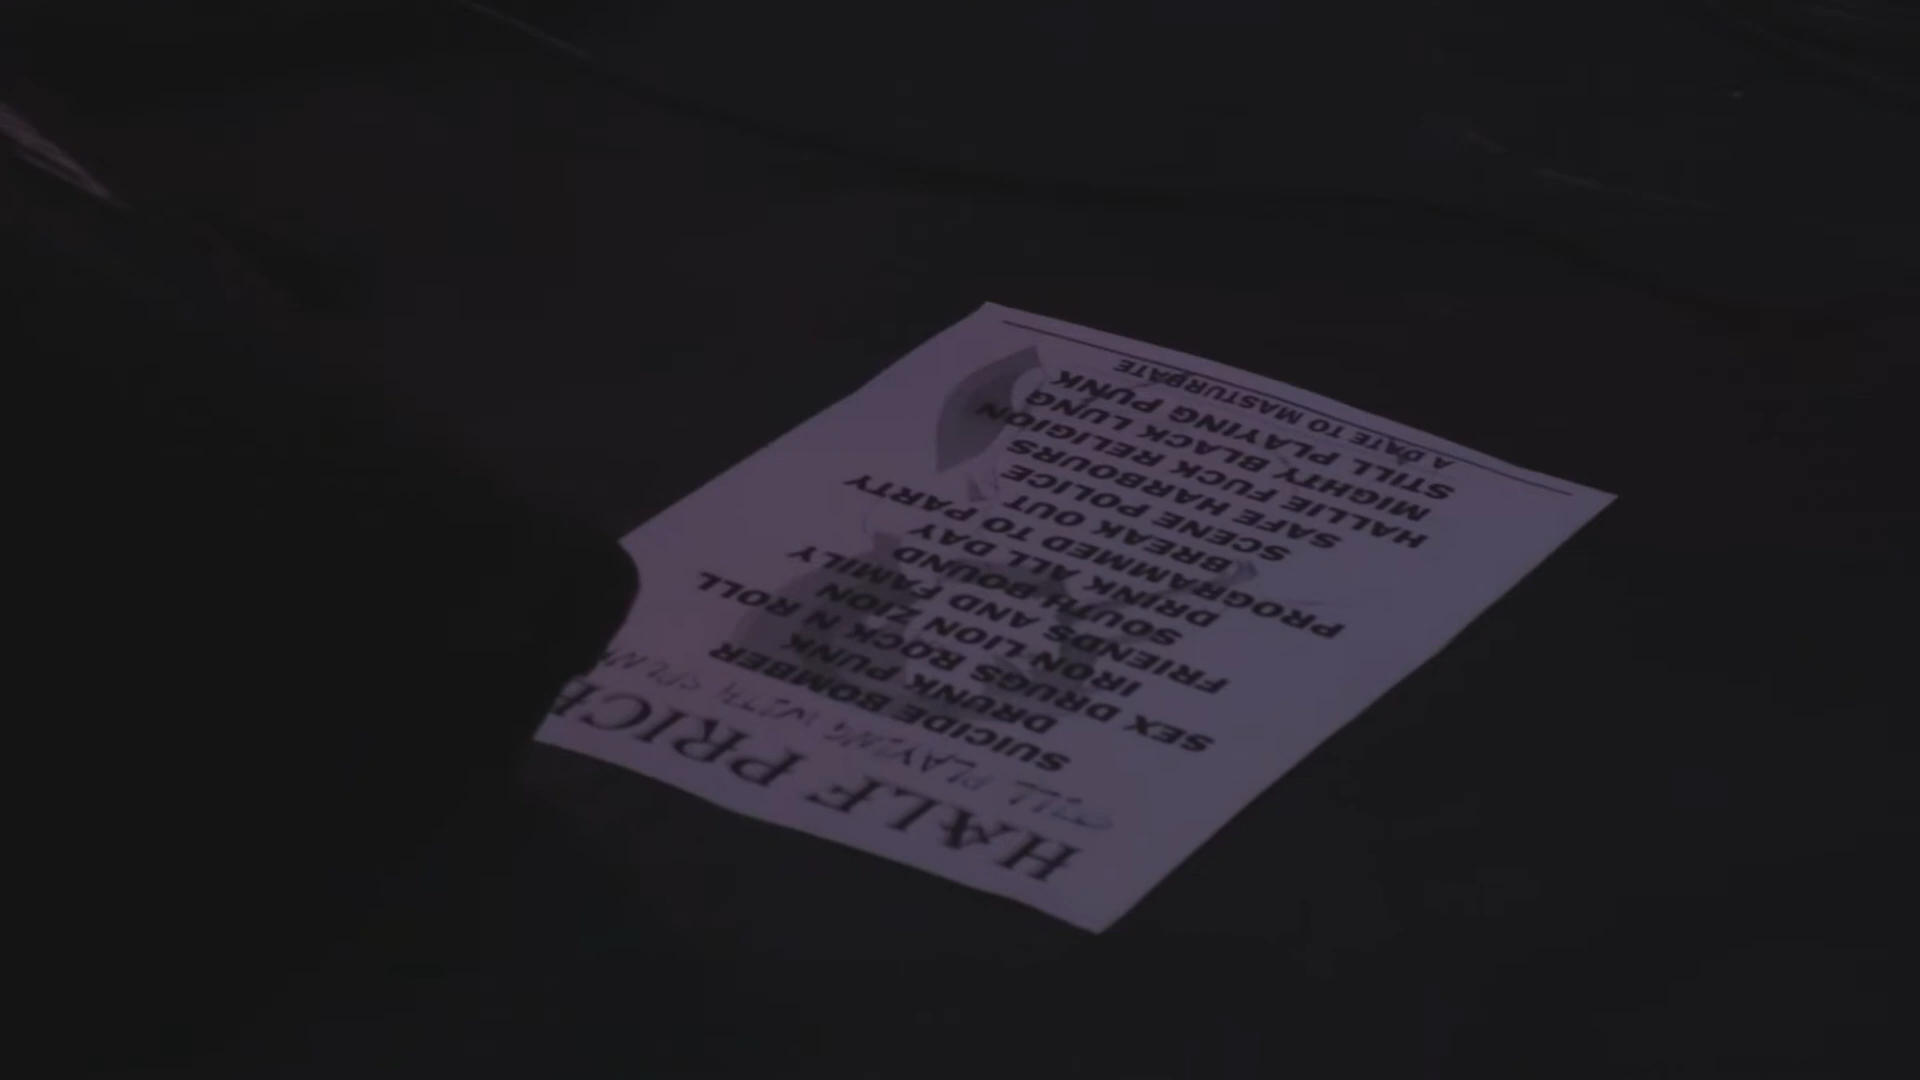 HALF PRICE
STILL PLAYING WITH SPUNK
SUICIDE BOMBER
DRUNK PUNK
SEX DRUGS ROCK N ROLL
IRON LION ZION
FRIENDS AND FAMILY
SOUTH BOUND
DRINK ALL DAY
PROGRAMMED TO PARTY
BREAK OUT
SCENE POLICE
SAFE HARBOURS
HALLIE FUCK RELIGION
MIGHTY BLACK LUNG
STILL PLAYING PUNK
A DATE TO MASTURBATE